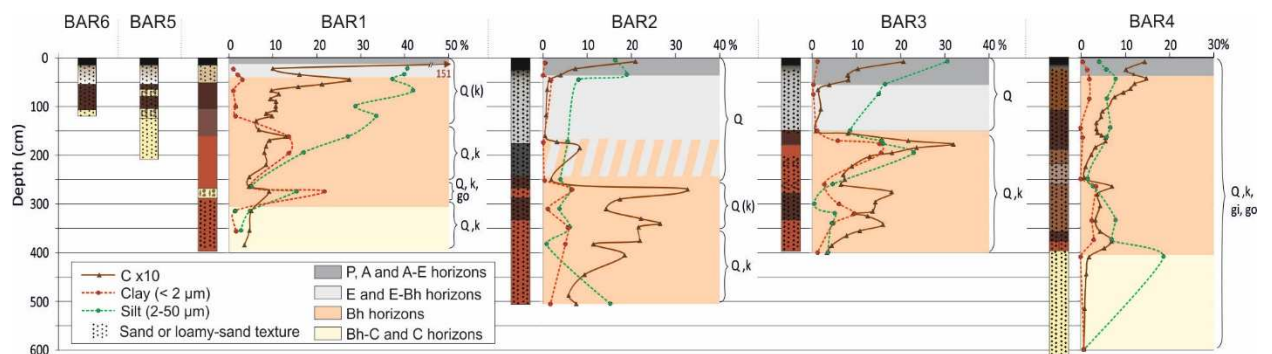 BAR6 BAR5 BAR1 BAR2 BAR3 BAR4
0 10 20 30 40 50 % 0 10 20 30 40 % 0 10 20 30 40 % 0 10 20 30%
0
151
100
Q(k)
Q
Q
200
Q,k
Q, k,
go
Q,k
300
Q(k)
Q,k
Q,k
Q, k,
gi, go
400
500
600
Depth (cm)
C x10
Clay (< 2 µm)
Silt (2-50 µm)
Sand or loamy-sand texture
P, A and A-E horizons
E and E-Bh horizons
Bh horizons
Bh-C and C horizons